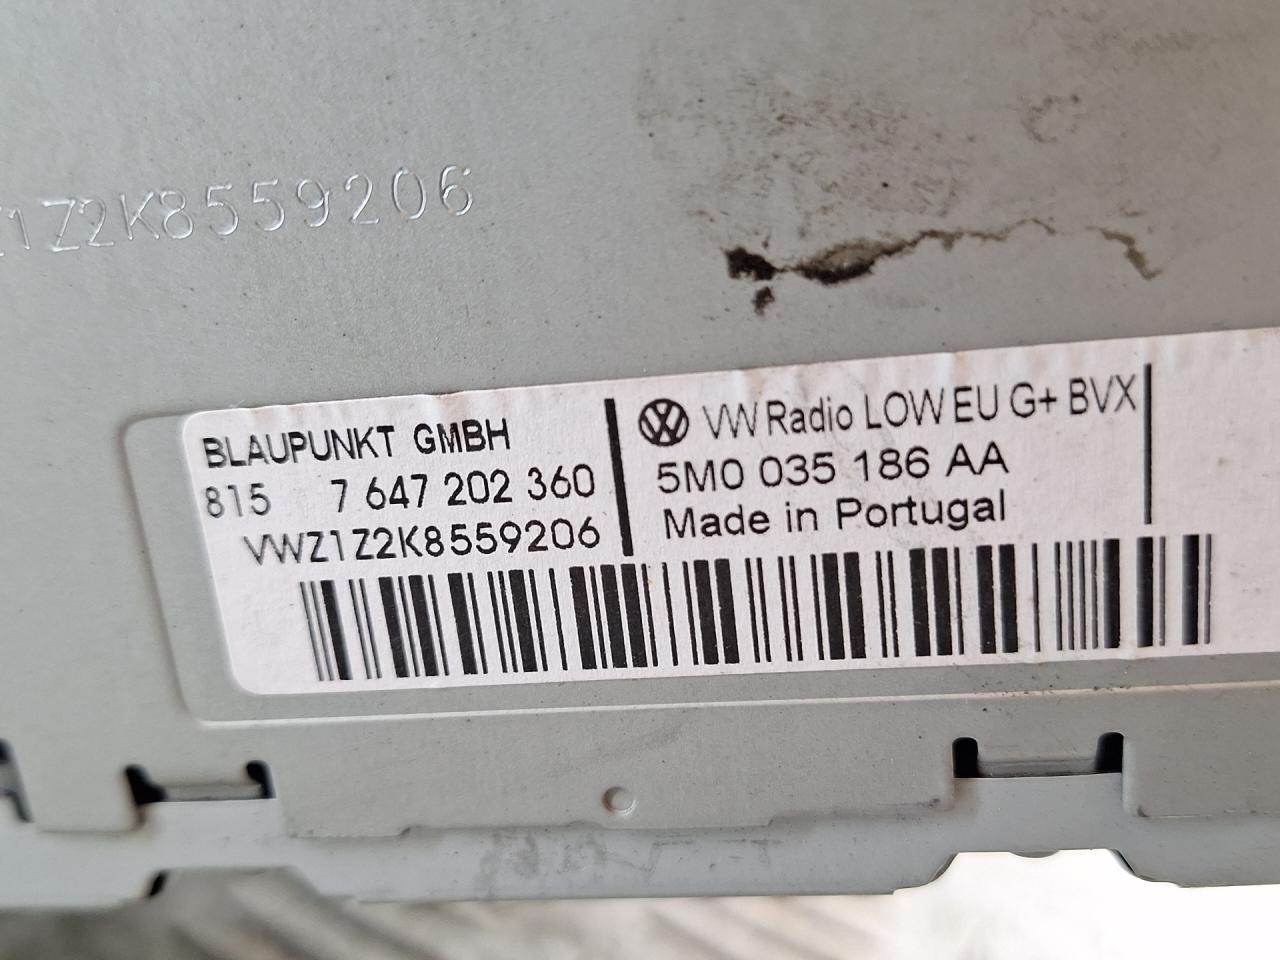 Z1Z2K8559206
BLAUPUNKT GMBH
815 7 647 202 360
VWZ1Z2K8559206
VW Radio LOW EU G+ BVX
5M0 035 186 AA
Made in Portugal